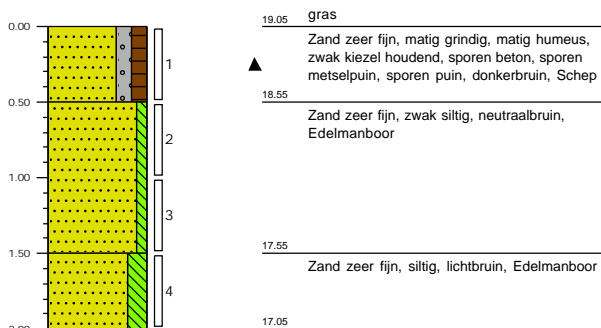 gras
0.00
19.05
Zand zeer fijn, matig grindig, matig humeus,
zwak kiezel houdend, sporen beton, sporen
metselpuin, sporen puin, donkerbruin, Schep
1
0.50
18.55
Zand zeer fijn, zwak siltig, neutraalbruin,
Edelmanboor
2
1.00
3
1.50
17.55
Zand zeer fijn, siltig, lichtbruin, Edelmanboor
4
2.00
17.05